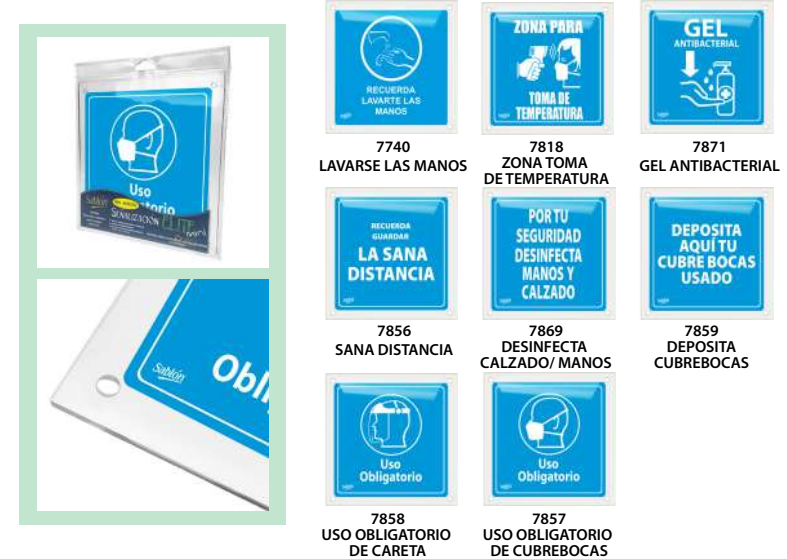 Uso
Sablón
SEÑALIZACIÓN ELITE
mini
Sablón
RECUERDA
LAVARTE LAS
MANOS
7740
LAVARSE LAS MANOS
ZONA PARA
TOMA DE
TEMPERATURA
7818
ZONA TOMA
DE TEMPERATURA
GEL
ANTIBACTERIAL
7871
GEL ANTIBACTERIAL
RECUERDA
GUARDAR
LA SANA
DISTANCIA
7856
SANA DISTANCIA
POR TU
SEGURIDAD
DESINFECTA
MANOS Y
CALZADO
7869
DESINFECTA
CALZADO/ MANOS
DEPOSITA
AQUÍ TU
CUBRE BOCAS
USADO
7859
DEPOSITA
CUBREBOCAS
Uso
Obligatorio
7858
USO OBLIGATORIO
DE CARETA
Uso
Obligatorio
7857
USO OBLIGATORIO
DE CUBREBOCAS